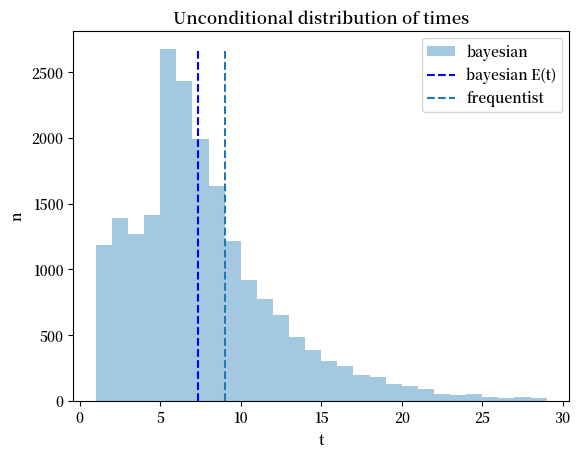 Unconditional distribution of times
bayesian
bayesian E(t)
frequentist
n
2500
2000
1500
1000
500
0
0 5 10 15 20 25 30
t